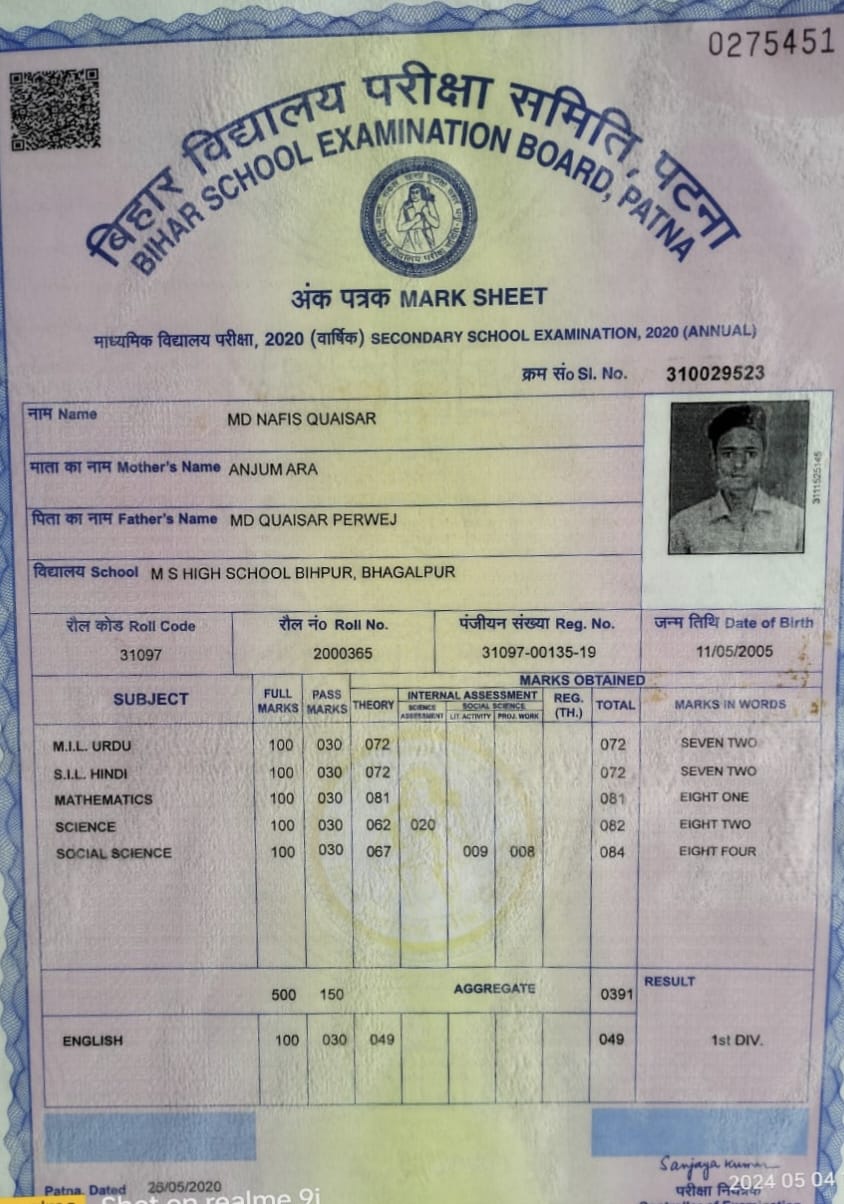 0275451
बिहार विद्यालय परीक्षा समिति, पटना
BIHAR SCHOOL EXAMINATION BOARD, PATNA
अंक पत्रक MARK SHEET
माध्यमिक विद्यालय परीक्षा, 2020 (वार्षिक) SECONDARY SCHOOL EXAMINATION, 2020 (ANNUAL)
क्रम सं० Sl. No. 310029523
नाम Name MD NAFIS QUAISAR
माता का नाम Mother's Name ANJUM ARA
3111525145
पिता का नाम Father's Name MD QUAISAR PERWEJ
विद्यालय School M S HIGH SCHOOL BIHPUR, BHAGALPUR
रौल कोड Roll Code रौल नं० Roll No. पंजीयन संख्या Reg. No. जन्म तिथि Date of Birth
31097 2000365 31097-00135-19 11/05/2005
MARKS OBTAINED
SUBJECT FULL MARKS PASS MARKS THEORY INTERNAL ASSESSMENT REG. (TH.) TOTAL MARKS IN WORDS
SCIENCE ASSESSMENT SOCIAL SCIENCE LIT. ACTIVITY PROJ. WORK
M.I.L. URDU 100 030 072 072 SEVEN TWO
S.I.L. HINDI 100 030 072 072 SEVEN TWO
MATHEMATICS 100 030 081 081 EIGHT ONE
SCIENCE 100 030 062 020 082 EIGHT TWO
SOCIAL SCIENCE 100 030 067 009 008 084 EIGHT FOUR
500 150 AGGREGATE 0391 RESULT
ENGLISH 100 030 049 049 1st DIV.
Sanjaya Kumar
Patna, Dated 26/05/2020
2024 05 04
Shot on realme 9i
परीक्षा नियंत्रक